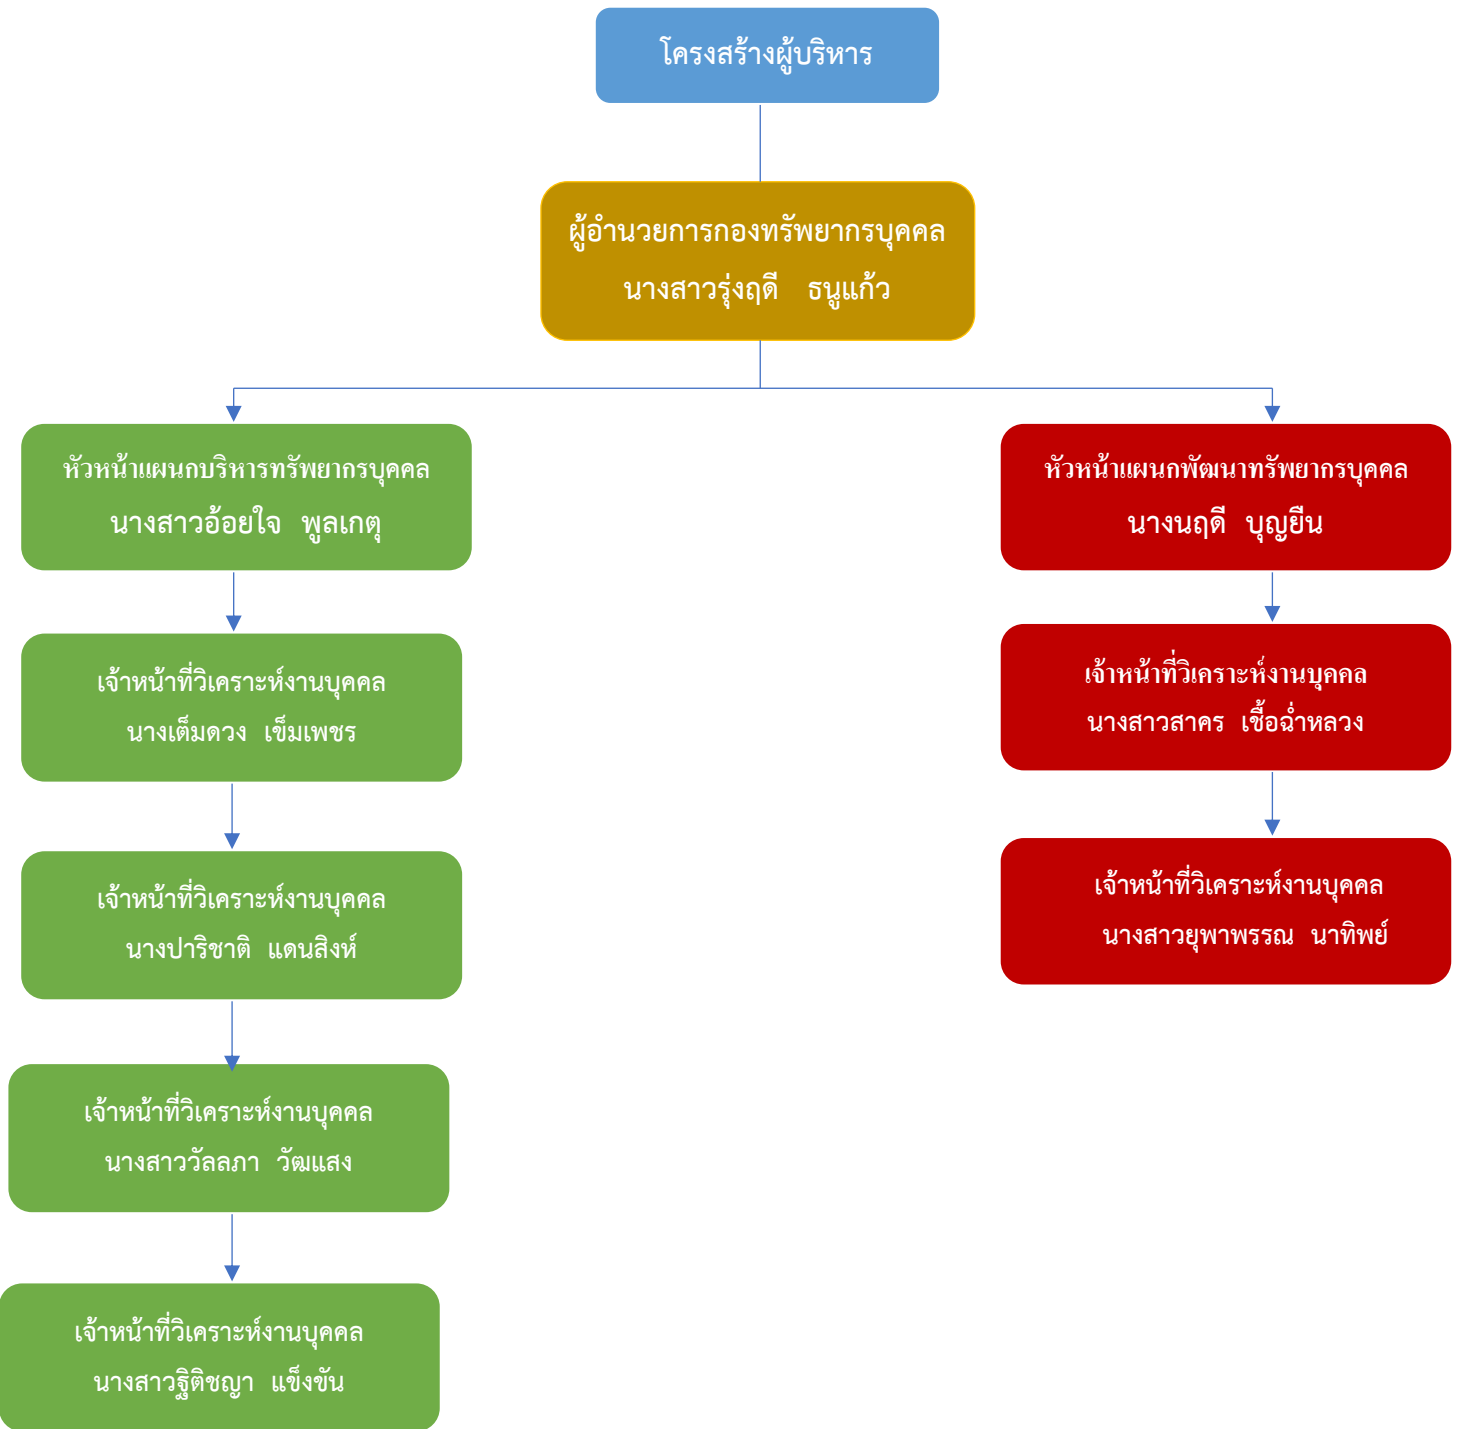 โครงสร้างผู้บริหาร
ผู้อำนวยการกองทรัพยากรบุคคล
นางสาวรุ่งฤดี ธนูแก้ว
หัวหน้าแผนกบริหารทรัพยากรบุคคล
นางสาวอ้อยใจ พูลเกตุ
เจ้าหน้าที่วิเคราะห์งานบุคคล
นางเต็มดวง เข็มเพชร
เจ้าหน้าที่วิเคราะห์งานบุคคล
นางปาริชาติ แดนสิงห์
เจ้าหน้าที่วิเคราะห์งานบุคคล
นางสาววัลลภา วัฒแสง
เจ้าหน้าที่วิเคราะห์งานบุคคล
นางสาวฐิติชญา แข็งขัน
หัวหน้าแผนกพัฒนาทรัพยากรบุคคล
นางนฤดี บุญยืน
เจ้าหน้าที่วิเคราะห์งานบุคคล
นางสาวสาคร เชื้อฉ่ำหลวง
เจ้าหน้าที่วิเคราะห์งานบุคคล
นางสาวยุพาพรรณ นาทิพย์